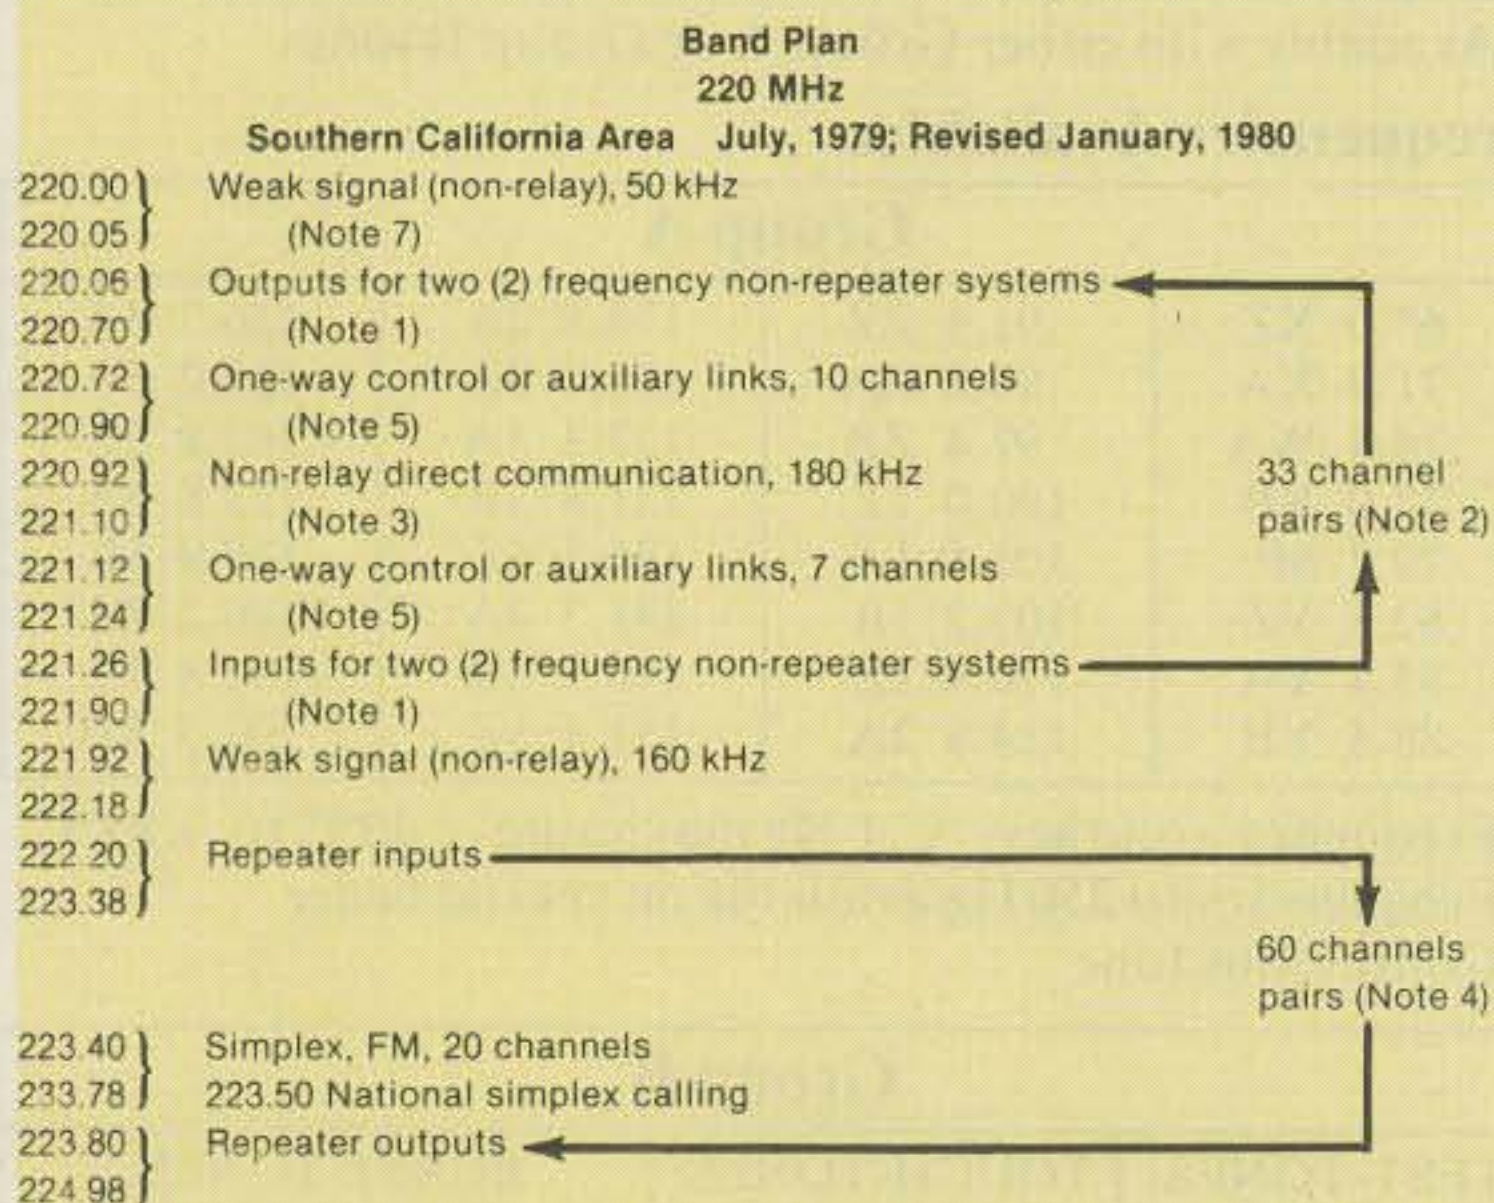 Band Plan
220 MHz
Southern California Area July, 1979; Revised January, 1980
220.00 Weak signal (non-relay), 50 kHz
220 05 (Note 7)
220.06 Outputs for two (2) frequency non-repeater systems
220.70 (Note 1)
220.72 One-way control or auxiliary links, 10 channels
220.90 (Note 5)
220.92 Non-relay direct communication, 180 kHz 33 channel
221.10 (Note 3) pairs (Note 2)
221.12 One-way control or auxiliary links, 7 channels
221.24 (Note 5)
221.26 Inputs for two (2) frequency non-repeater systems
221.90 (Note 1)
221.92 Weak signal (non-relay), 160 kHz
222.18
222 20 Repeater inputs
223.38
60 channels
pairs (Note 4)
223 40 Simplex, FM, 20 channels
233.78 223.50 National simplex calling
223.80 Repeater outputs
224.98